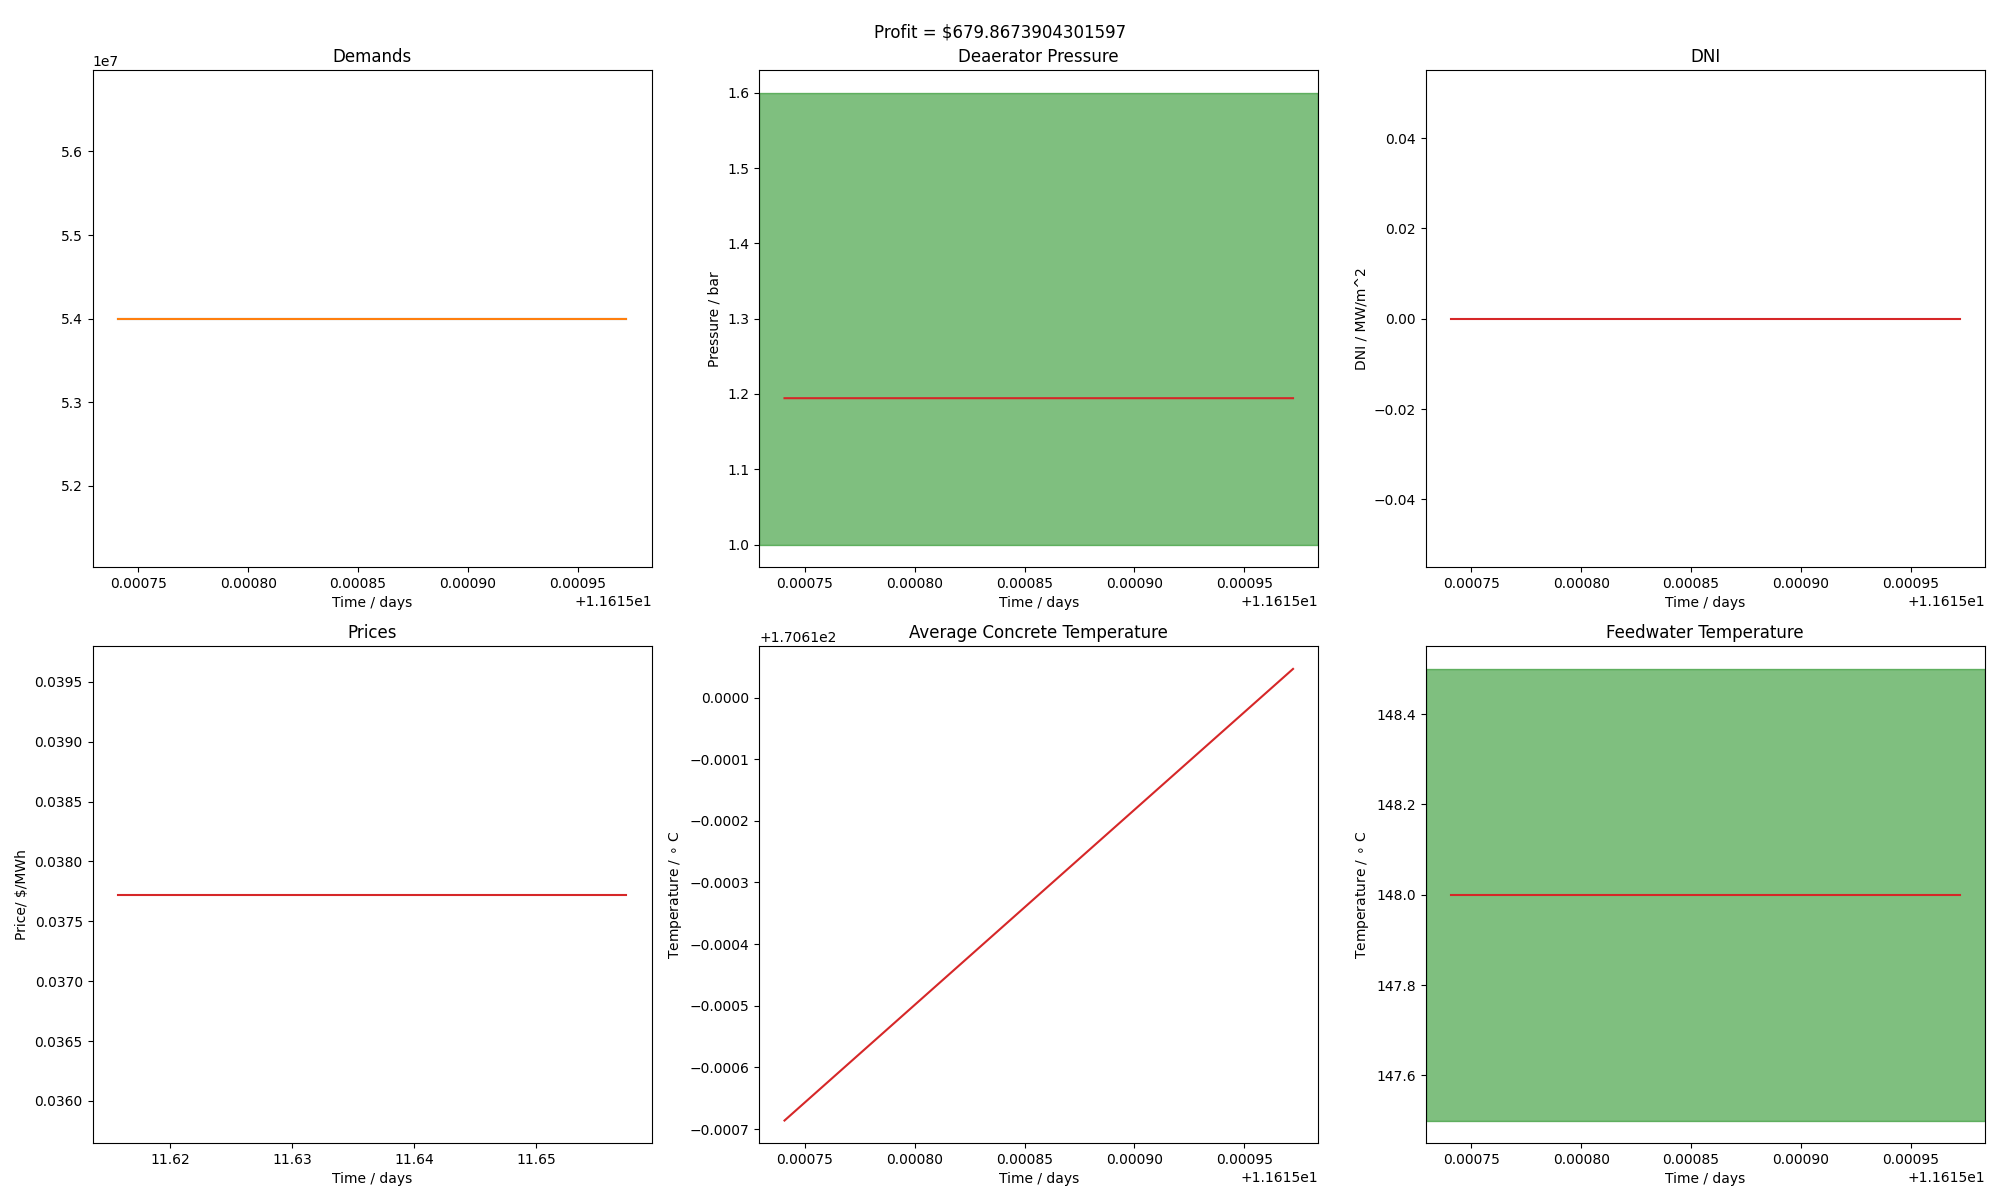 Profit = $679.8673904301597
Demands
1e7
5.6
5.5
5.4
5.3
5.2
0.00075 0.00080 0.00085 0.00090 0.00095
Time / days
+1.1615e1
Deaerator Pressure
Pressure / bar
1.6
1.5
1.4
1.3
1.2
1.1
1.0
0.00075 0.00080 0.00085 0.00090 0.00095
Time / days
+1.1615e1
DNI
DNI / MW/m^2
0.04
0.02
0.00
−0.02
−0.04
0.00075 0.00080 0.00085 0.00090 0.00095
Time / days
+1.1615e1
Prices
Price/ $/MWh
0.0395
0.0390
0.0385
0.0380
0.0375
0.0370
0.0365
0.0360
11.62 11.63 11.64 11.65
Time / days
Average Concrete Temperature
+1.7061e2
Temperature / ∘ C
0.0000
−0.0001
−0.0002
−0.0003
−0.0004
−0.0005
−0.0006
−0.0007
0.00075 0.00080 0.00085 0.00090 0.00095
Time / days
+1.1615e1
Feedwater Temperature
Temperature / ∘ C
148.4
148.2
148.0
147.8
147.6
0.00075 0.00080 0.00085 0.00090 0.00095
Time / days
+1.1615e1